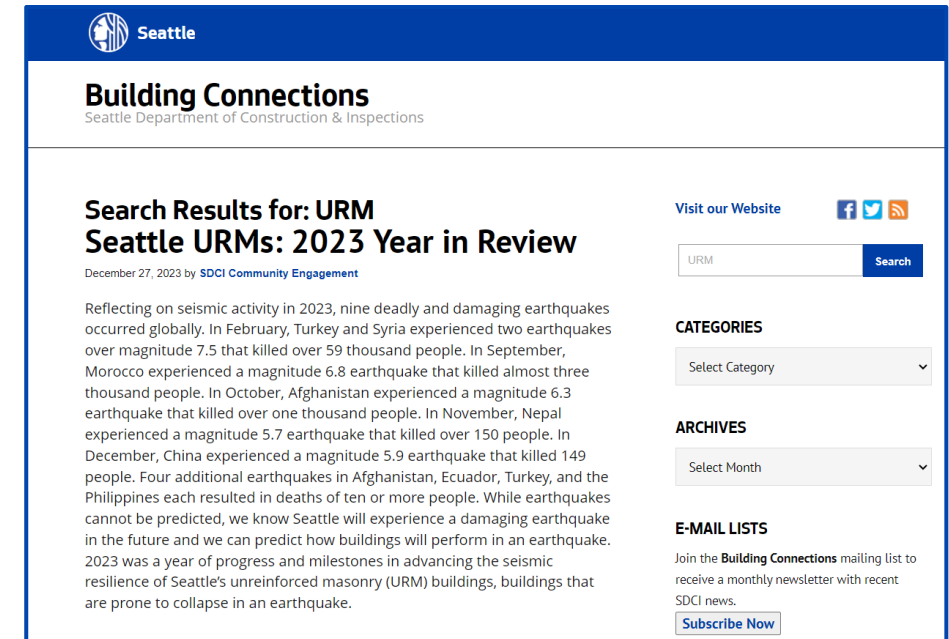 Seattle
Building Connections
Seattle Department of Construction & Inspections
Search Results for: URM
Seattle URMs: 2023 Year in Review
December 27, 2023 by SDCI Community Engagement
Reflecting on seismic activity in 2023, nine deadly and damaging earthquakes
occurred globally. In February, Turkey and Syria experienced two earthquakes
over magnitude 7.5 that killed over 59 thousand people. In September,
Morocco experienced a magnitude 6.8 earthquake that killed almost three
thousand people. In October, Afghanistan experienced a magnitude 6.3
earthquake that killed over one thousand people. In November, Nepal
experienced a magnitude 5.7 earthquake that killed over 150 people. In
December, China experienced a magnitude 5.9 earthquake that killed 149
people. Four additional earthquakes in Afghanistan, Ecuador, Turkey, and the
Philippines each resulted in deaths of ten or more people. While earthquakes
cannot be predicted, we know Seattle will experience a damaging earthquake
in the future and we can predict how buildings will perform in an earthquake.
2023 was a year of progress and milestones in advancing the seismic
resilience of Seattle's unreinforced masonry (URM) buildings, buildings that
are prone to collapse in an earthquake.
Visit our Website
URM
Search
CATEGORIES
Select Category
ARCHIVES
Select Month
E-MAIL LISTS
Join the Building Connections mailing list to
receive a monthly newsletter with recent
SDCI news.
Subscribe Now